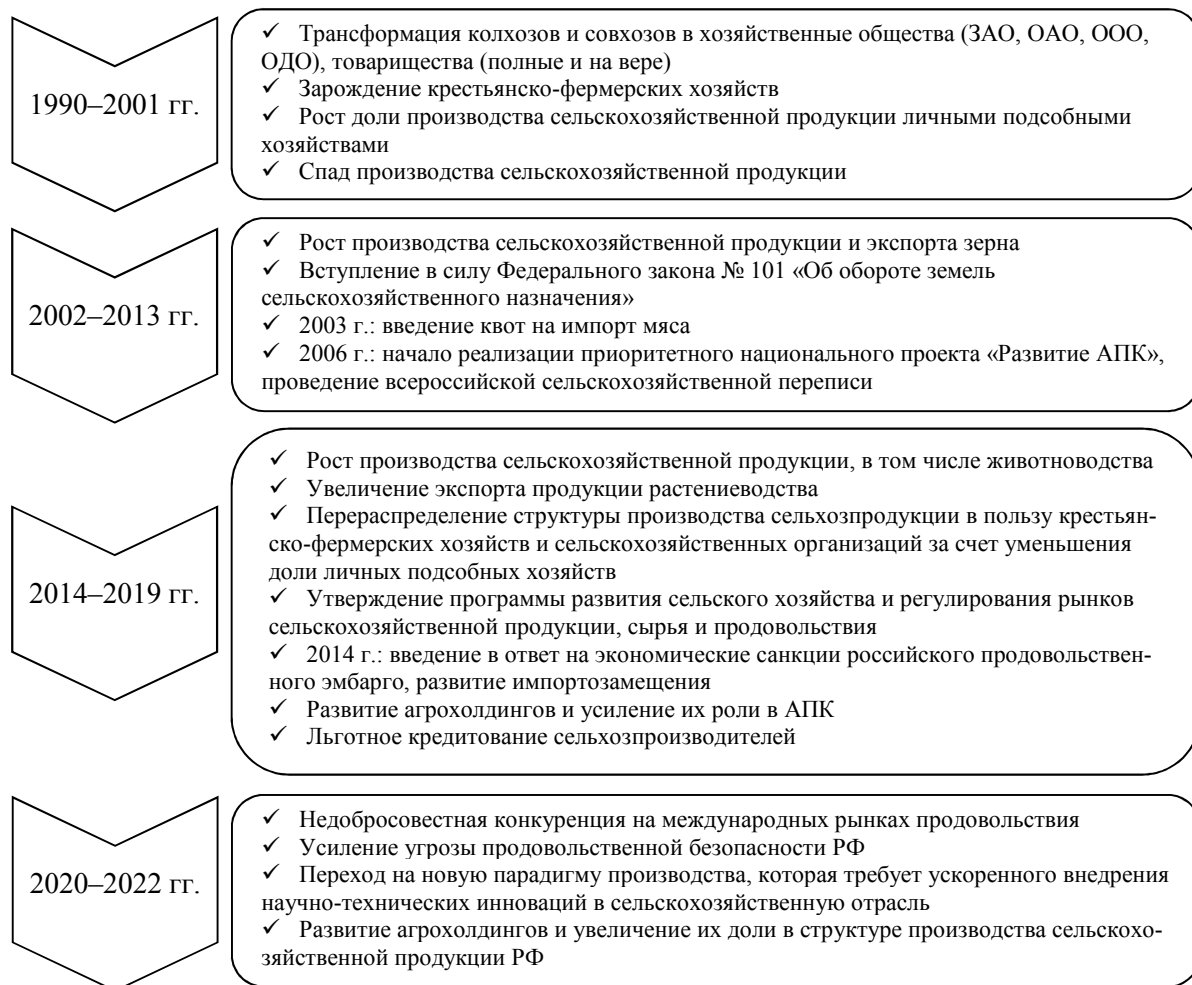 1990–2001 гг.
✓ Трансформация колхозов и совхозов в хозяйственные общества (ЗАО, ОАО, ООО,
ОДО), товарищества (полные и на вере)
✓ Зарождение крестьянско-фермерских хозяйств
✓ Рост доли производства сельскохозяйственной продукции личными подсобными
хозяйствами
✓ Спад производства сельскохозяйственной продукции
2002–2013 гг.
✓ Рост производства сельскохозяйственной продукции и экспорта зерна
✓ Вступление в силу Федерального закона № 101 «Об обороте земель
сельскохозяйственного назначения»
✓ 2003 г.: введение квот на импорт мяса
✓ 2006 г.: начало реализации приоритетного национального проекта «Развитие АПК»,
проведение всероссийской сельскохозяйственной переписи
2014–2019 гг.
✓ Рост производства сельскохозяйственной продукции, в том числе животноводства
✓ Увеличение экспорта продукции растениеводства
✓ Перераспределение структуры производства сельхозпродукции в пользу крестьян-
ско-фермерских хозяйств и сельскохозяйственных организаций за счет уменьшения
доли личных подсобных хозяйств
✓ Утверждение программы развития сельского хозяйства и регулирования рынков
сельскохозяйственной продукции, сырья и продовольствия
✓ 2014 г.: введение в ответ на экономические санкции российского продовольствен-
ного эмбарго, развитие импортозамещения
✓ Развитие агрохолдингов и усиление их роли в АПК
✓ Льготное кредитование сельхозпроизводителей
2020–2022 гг.
✓ Недобросовестная конкуренция на международных рынках продовольствия
✓ Усиление угрозы продовольственной безопасности РФ
✓ Переход на новую парадигму производства, которая требует ускоренного внедрения
научно-технических инноваций в сельскохозяйственную отрасль
✓ Развитие агрохолдингов и увеличение их доли в структуре производства сельскохо-
зяйственной продукции РФ